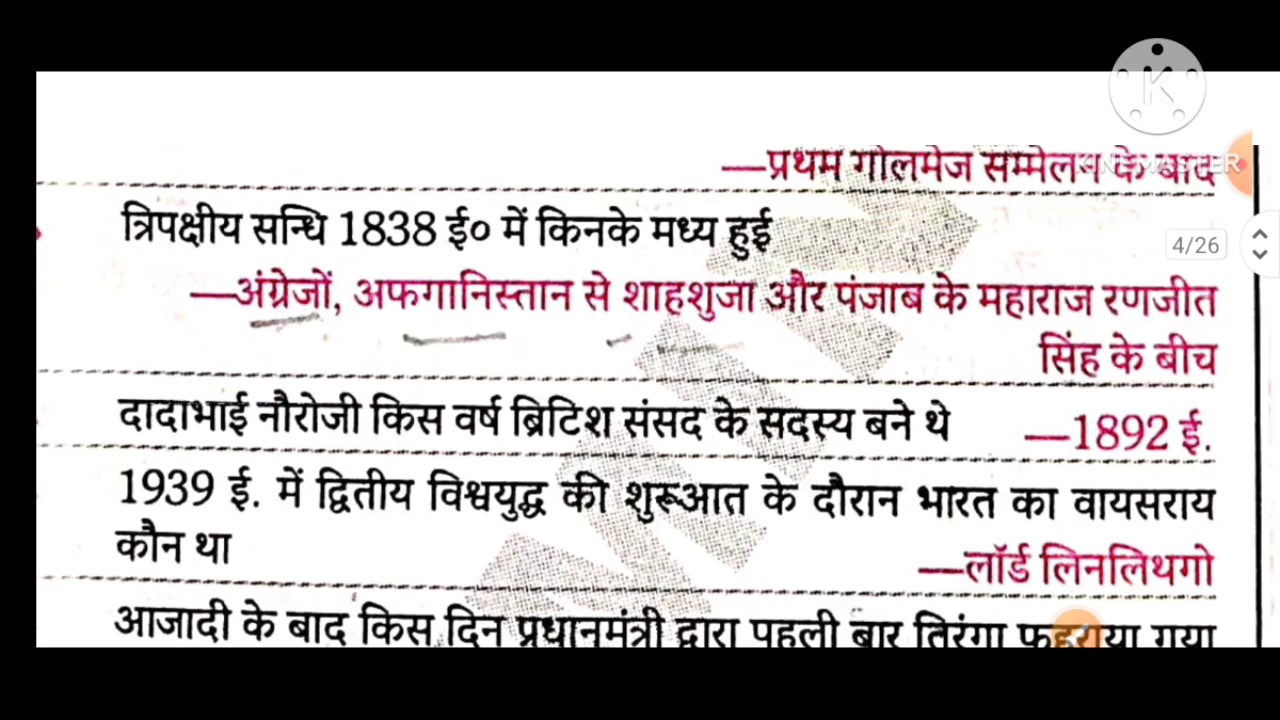 —प्रथम गोलमेज सम्मेलन के बाद
KINEMASTER
त्रिपक्षीय सन्धि 1838 ई० में किनके मध्य हुई
4/26
—अंग्रेजों, अफगानिस्तान से शाहशुजा और पंजाब के महाराज रणजीत
सिंह के बीच
दादाभाई नौरोजी किस वर्ष ब्रिटिश संसद के सदस्य बने थे —1892 ई.
1939 ई. में द्वितीय विश्वयुद्ध की शुरूआत के दौरान भारत का वायसराय
कौन था —लॉर्ड लिनलिथगो
आजादी के बाद किस दिन प्रधानमंत्री द्वारा पहली बार तिरंगा फहराया गया